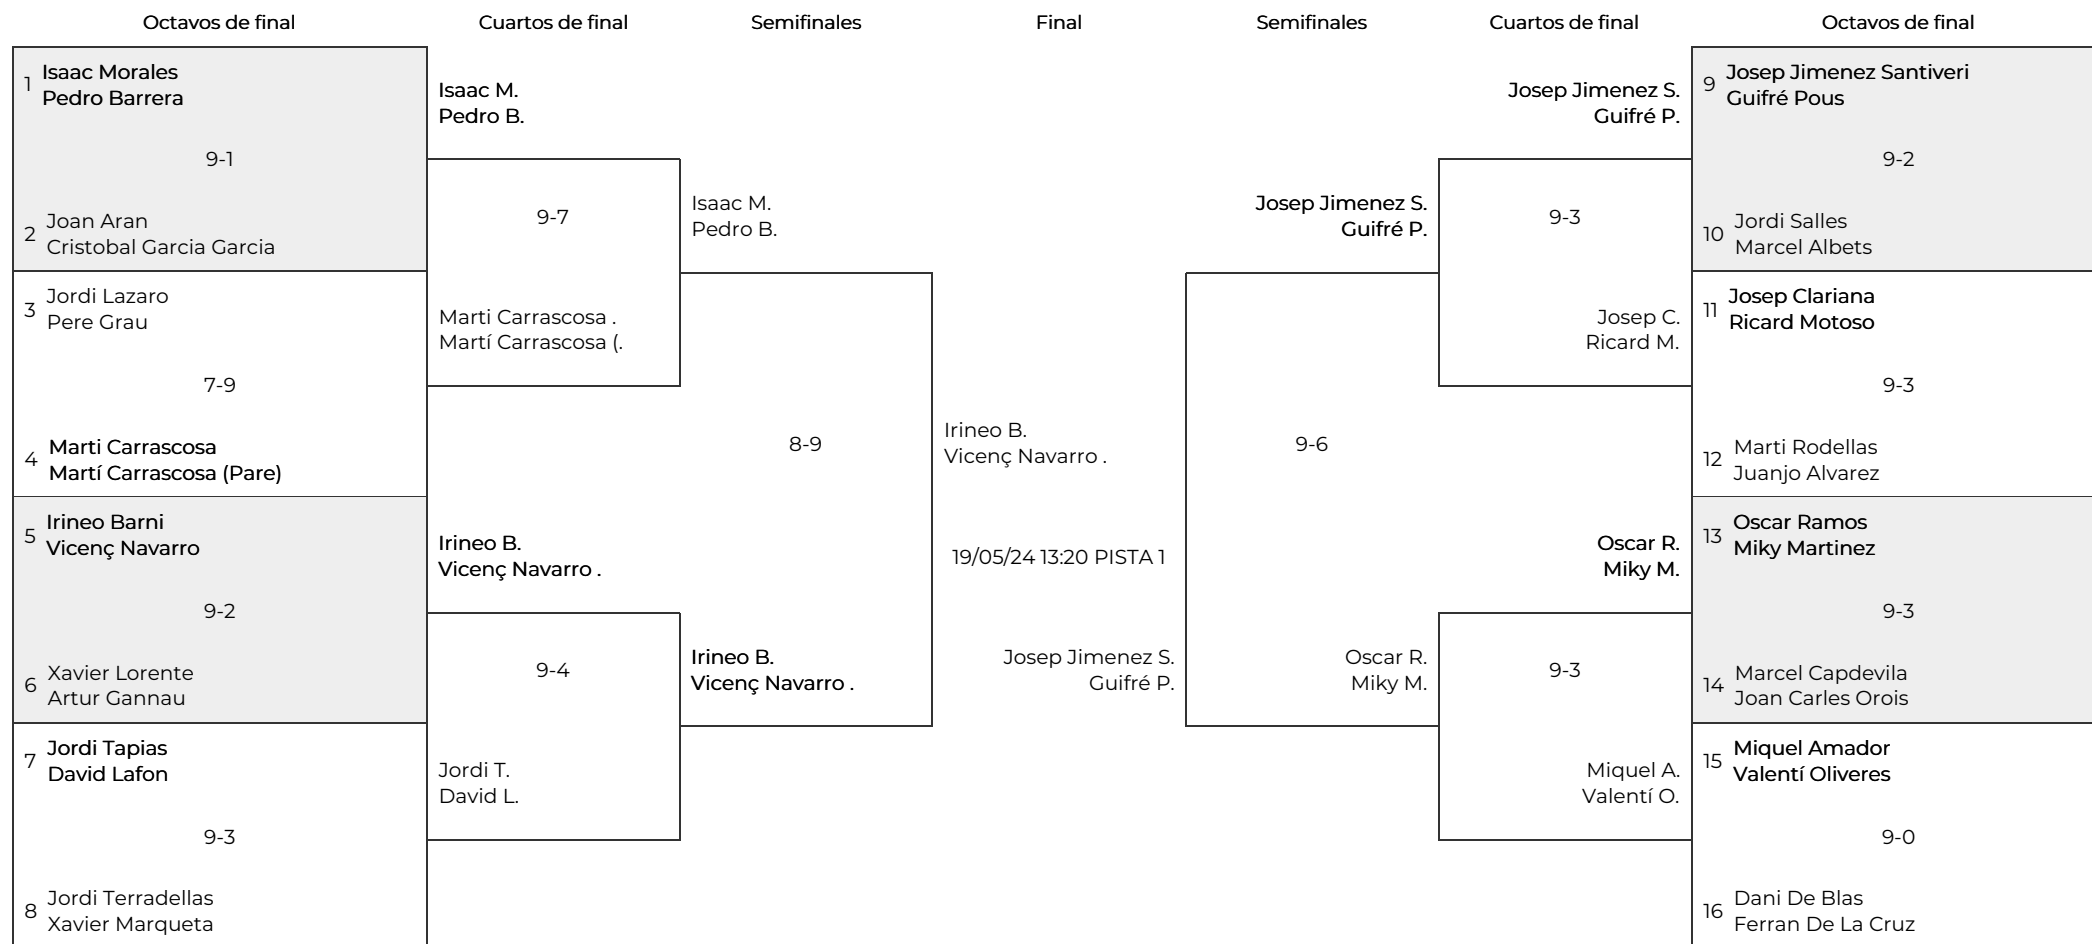 Octavos de final
Cuartos de final
Semifinales
Final
Semifinales
Cuartos de final
Octavos de final
1
Isaac Morales
Pedro Barrera
9-1
2
Joan Aran
Cristobal Garcia Garcia
3
Jordi Lazaro
Pere Grau
7-9
4
Marti Carrascosa
Martí Carrascosa (Pare)
5
Irineo Barni
Vicenç Navarro
9-2
6
Xavier Lorente
Artur Gannau
7
Jordi Tapias
David Lafon
9-3
8
Jordi Terradellas
Xavier Marqueta
Isaac M.
Pedro B.
9-7
Marti Carrascosa .
Martí Carrascosa (.
Irineo B.
Vicenç Navarro .
9-4
Jordi T.
David L.
Isaac M.
Pedro B.
8-9
Irineo B.
Vicenç Navarro .
Irineo B.
Vicenç Navarro .
19/05/24 13:20 PISTA 1
Josep Jimenez S.
Guifré P.
Josep Jimenez S.
Guifré P.
9-6
Oscar R.
Miky M.
Josep Jimenez S.
Guifré P.
9-3
Josep C.
Ricard M.
Oscar R.
Miky M.
9-3
Miquel A.
Valentí O.
9
Josep Jimenez Santiveri
Guifré Pous
9-2
10
Jordi Salles
Marcel Albets
11
Josep Clariana
Ricard Motoso
9-3
12
Marti Rodellas
Juanjo Alvarez
13
Oscar Ramos
Miky Martinez
9-3
14
Marcel Capdevila
Joan Carles Orois
15
Miquel Amador
Valentí Oliveres
9-0
16
Dani De Blas
Ferran De La Cruz